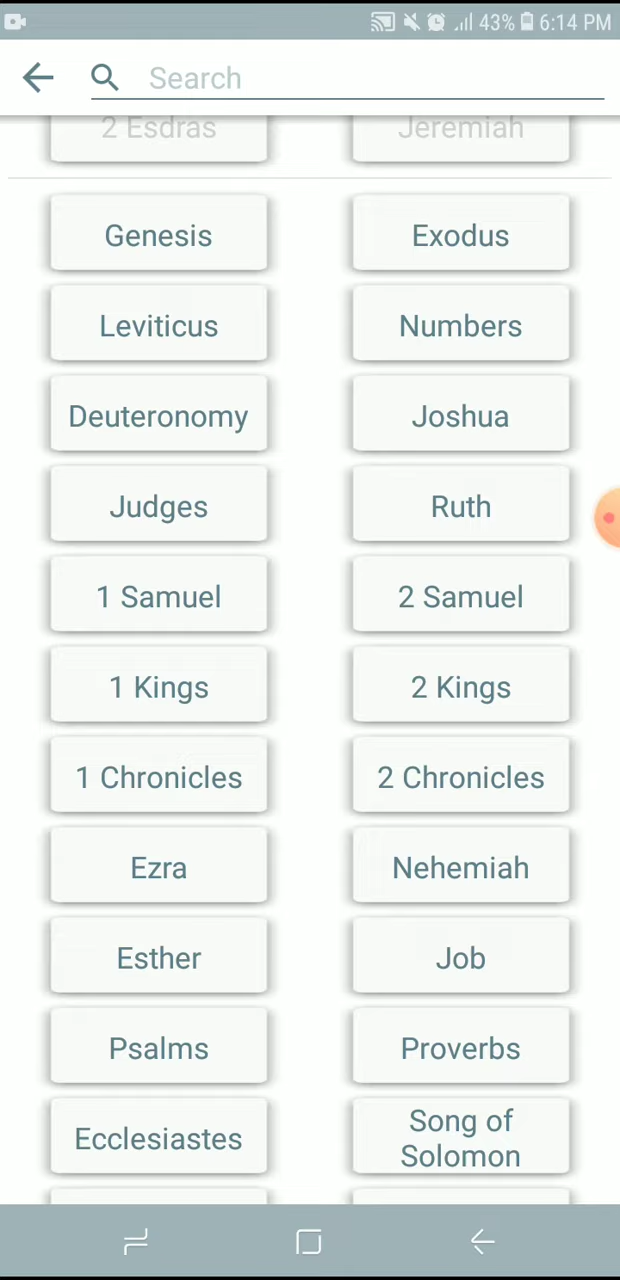 43% 6:14 PM
Search
2 Esdras Jeremiah
Genesis Exodus
Leviticus Numbers
Deuteronomy Joshua
Judges Ruth
1 Samuel 2 Samuel
1 Kings 2 Kings
1 Chronicles 2 Chronicles
Ezra Nehemiah
Esther Job
Psalms Proverbs
Ecclesiastes
Song of
Solomon